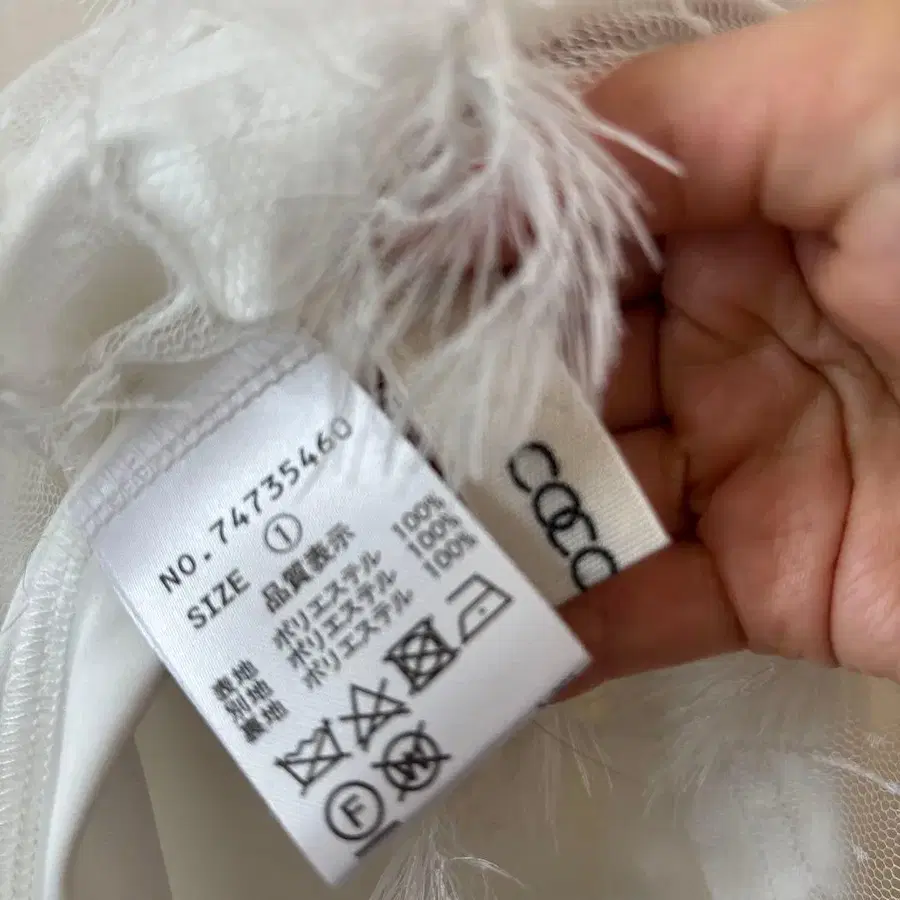 NO.74735460
SIZE ①
品質表示
表地 ポリエステル 100%
別地 ポリエステル 100%
裏地 ポリエステル 100%
F W
COCO